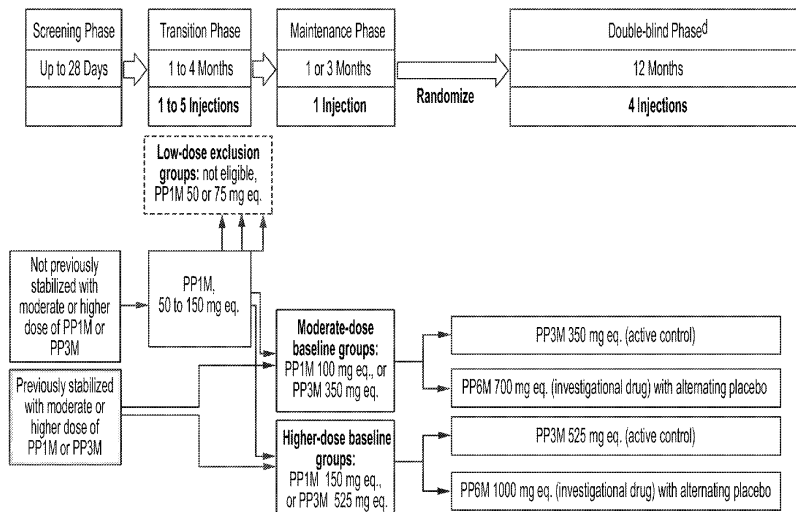 Screening Phase
Up to 28 Days
Transition Phase
1 to 4 Months
1 to 5 Injections
Maintenance Phase
1 or 3 Months
1 Injection
Randomize
Double-blind Phased
12 Months
4 Injections
Low-dose exclusion
groups: not eligible,
PP1M 50 or 75 mg eq.
Not previously
stabilized with
moderate or higher
dose of PP1M or
PP3M
PP1M,
50 to 150 mg eq.
Previously stabilized
with moderate or
higher dose of
PP1M or PP3M
Moderate-dose
baseline groups:
PP1M 100 mg eq., or
PP3M 350 mg eq.
Higher-dose baseline
groups:
PP1M 150 mg eq.,
or PP3M 525 mg eq.
PP3M 350 mg eq. (active control)
PP6M 700 mg eq. (investigational drug) with alternating placebo
PP3M 525 mg eq. (active control)
PP6M 1000 mg eq. (investigational drug) with alternating placebo